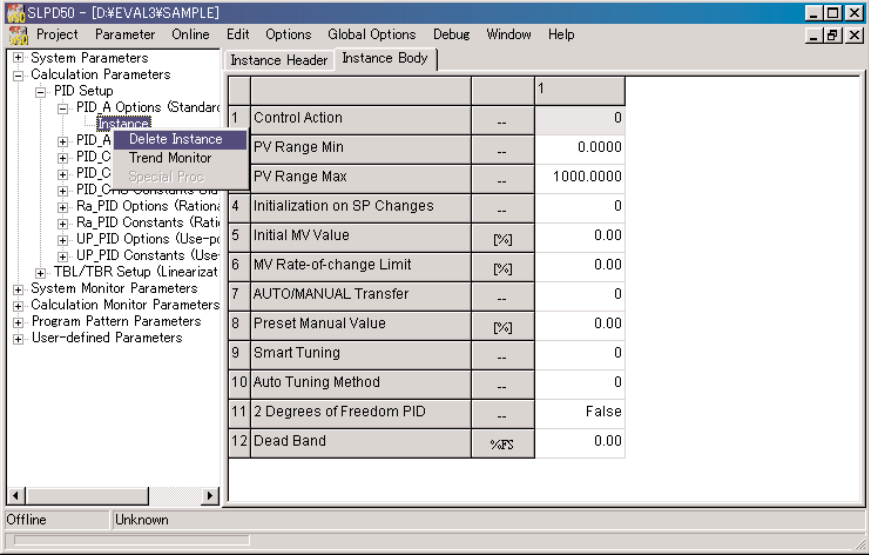 SLPD50 - [D:¥EVAL3¥SAMPLE]
Project Parameter Online Edit Options Global Options Debug Window Help
System Parameters
Calculation Parameters
PID Setup
PID_A Options (Standard
Instance
PID_A
PID_C
PID_C
Ra_PID Options (Rationa
Ra_PID Constants (Ratio
UP_PID Options (Use-po
UP_PID Constants (Use-
TBL/TBR Setup (Linearizat
System Monitor Parameters
Calculation Monitor Parameters
Program Pattern Parameters
User-defined Parameters
Delete Instance
Trend Monitor
Special Proc
Instance Header Instance Body
1
1 Control Action -- 0
PV Range Min -- 0.0000
PV Range Max -- 1000.0000
4 Initialization on SP Changes -- 0
5 Initial MV Value [%] 0.00
6 MV Rate-of-change Limit [%] 0.00
7 AUTO/MANUAL Transfer -- 0
8 Preset Manual Value [%] 0.00
9 Smart Tuning -- 0
10 Auto Tuning Method -- 0
11 2 Degrees of Freedom PID -- False
12 Dead Band %FS 0.00
Offline Unknown